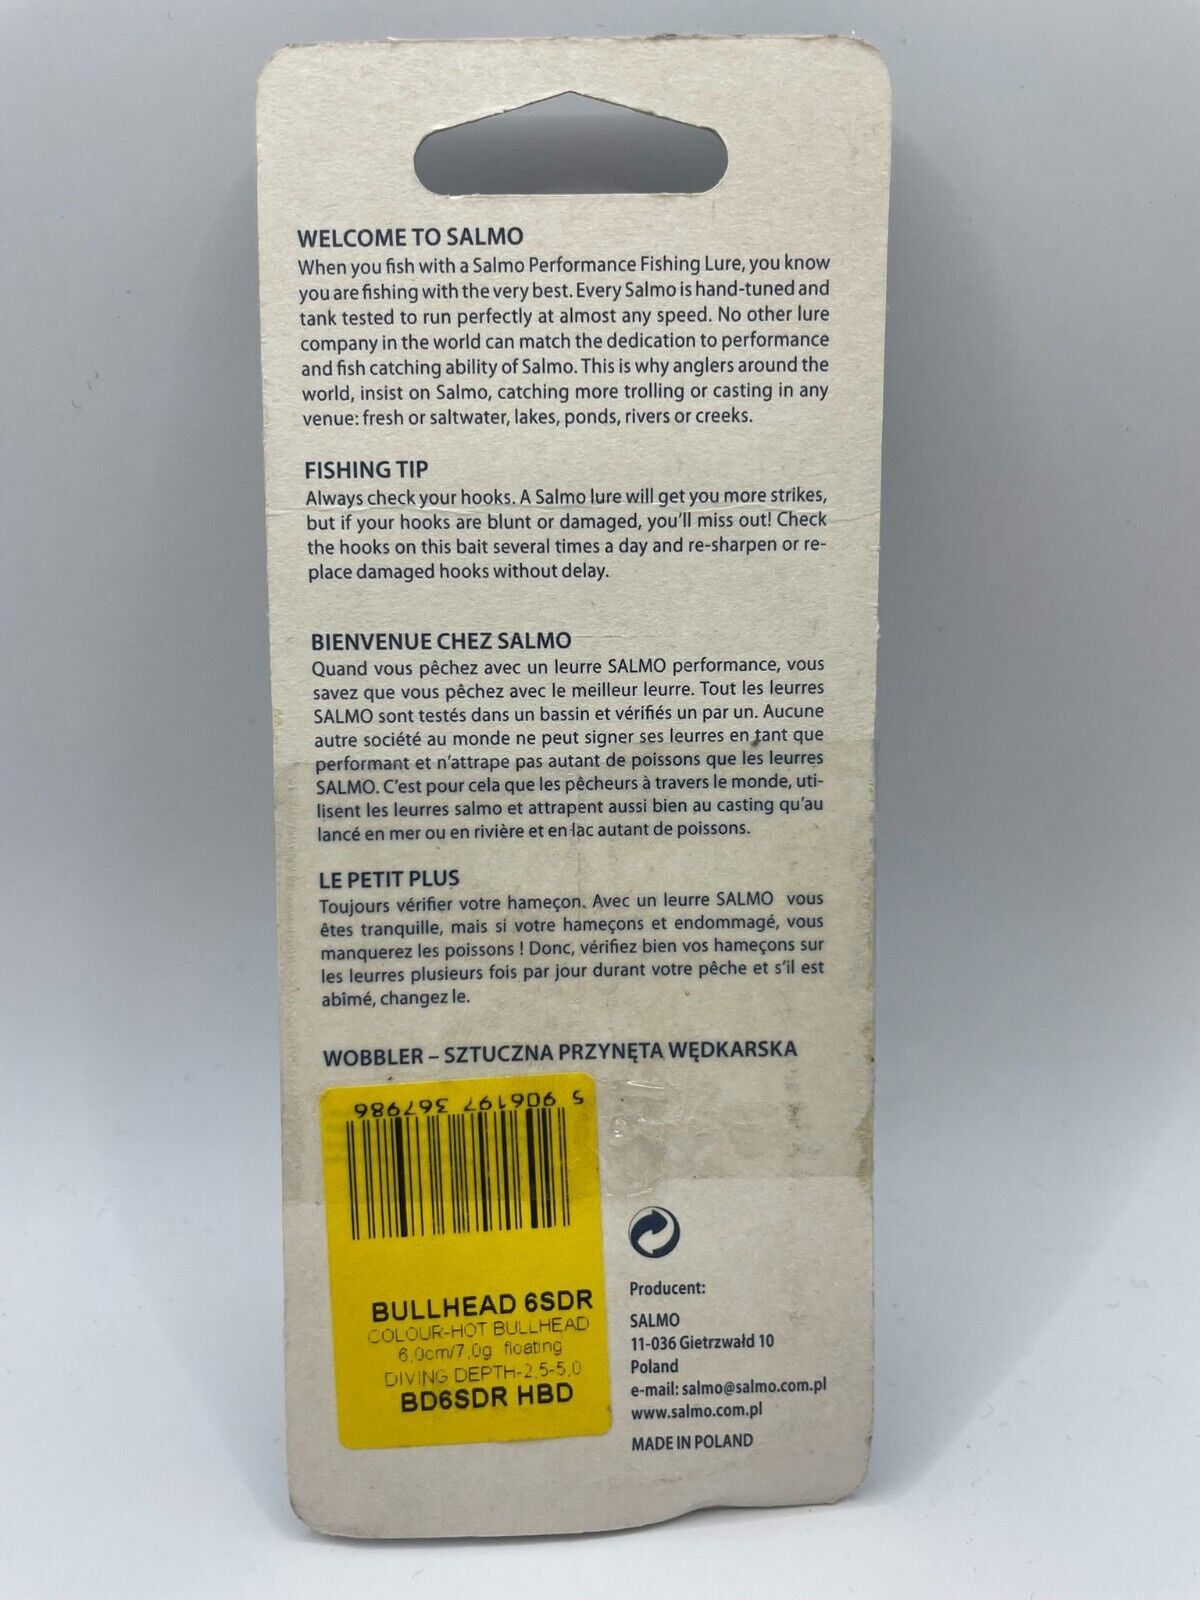 WELCOME TO SALMO
When you fish with a Salmo Performance Fishing Lure, you know
you are fishing with the very best. Every Salmo is hand-tuned and
tank tested to run perfectly at almost any speed. No other lure
company in the world can match the dedication to performance
and fish catching ability of Salmo. This is why anglers around the
world, insist on Salmo, catching more trolling or casting in any
venue: fresh or saltwater, lakes, ponds, rivers or creeks.
FISHING TIP
Always check your hooks. A Salmo lure will get you more strikes,
but if your hooks are blunt or damaged, you'll miss out! Check
the hooks on this bait several times a day and re-sharpen or re-
place damaged hooks without delay.
BIENVENUE CHEZ SALMO
Quand vous pêchez avec un leurre SALMO performance, vous
savez que vous pêchez avec le meilleur leurre. Tout les leurres
SALMO sont testés dans un bassin et vérifiés un par un. Aucune
autre société au monde ne peut signer ses leurres en tant que
performant et n'attrape pas autant de poissons que les leurres
SALMO. C'est pour cela que les pêcheurs à travers le monde, uti-
lisent les leurres salmo et attrapent aussi bien au casting qu'au
lancé en mer ou en rivière et en lac autant de poissons.
LE PETIT PLUS
Toujours vérifier votre hameçon. Avec un leurre SALMO vous
êtes tranquille, mais si votre hameçons et endommagé, vous
manquerez les poissons ! Donc, vérifiez bien vos hameçons sur
les leurres plusieurs fois par jour durant votre pêche et s'il est
abîmé, changez le.
WOBBLER – SZTUCZNA PRZYNĘTA WĘDKARSKA
5 906197 367986
BULLHEAD 6SDR
COLOUR-HOT BULLHEAD
6,0cm/7,0g floating
DIVING DEPTH-2,5-5,0
BD6SDR HBD
Producent:
SALMO
11-036 Gietrzwałd 10
Poland
e-mail: salmo@salmo.com.pl
www.salmo.com.pl
MADE IN POLAND